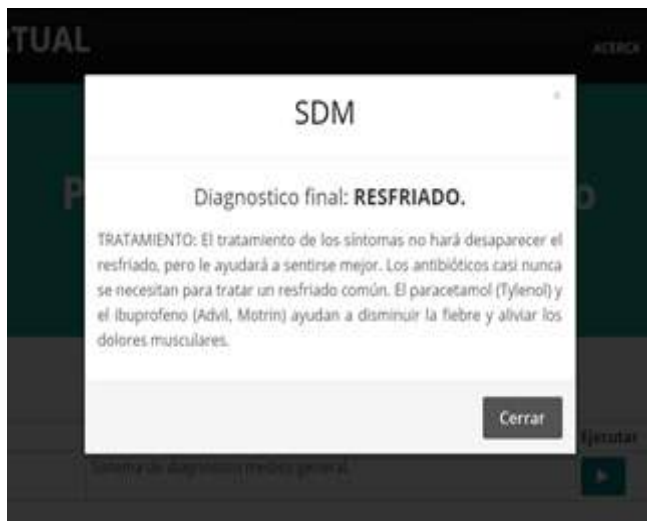 RTUAL
ACERCA
SDM
×
P
O
Diagnostico final: RESFRIADO.
TRATAMIENTO: El tratamiento de los síntomas no hará desaparecer el
resfriado, pero le ayudará a sentirse mejor. Los antibióticos casi nunca
se necesitan para tratar un resfriado común. El paracetamol (Tylenol) y
el ibuprofeno (Advil, Motrin) ayudan a disminuir la fiebre y aliviar los
dolores musculares.
Cerrar
Ejecutar
Sistema de diagnostico medico general.